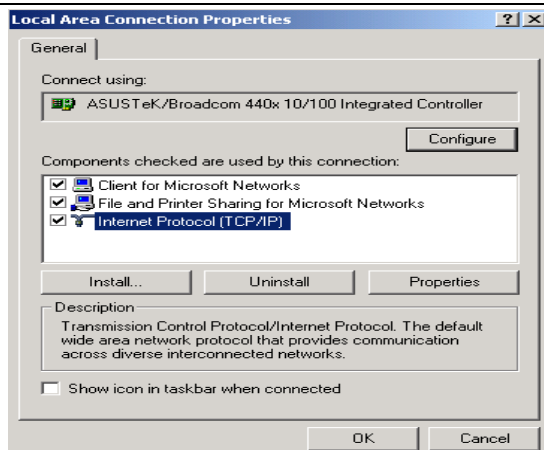 Local Area Connection Properties
General
Connect using:
ASUSTeK/Broadcom 440x 10/100 Integrated Controller
Configure
Components checked are used by this connection:
Client for Microsoft Networks
File and Printer Sharing for Microsoft Networks
Internet Protocol (TCP/IP)
Install... Uninstall Properties
Description
Transmission Control Protocol/Internet Protocol. The default
wide area network protocol that provides communication
across diverse interconnected networks.
Show icon in taskbar when connected
OK Cancel